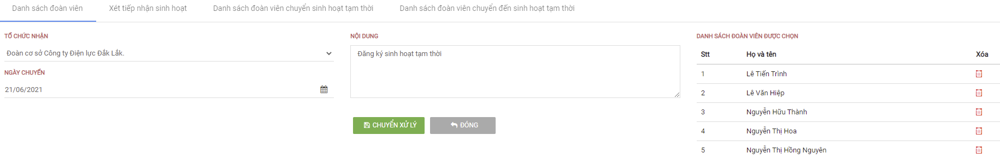 Danh sách đoàn viên Xét tiếp nhận sinh hoạt Danh sách đoàn viên chuyển sinh hoạt tạm thời Danh sách đoàn viên chuyển đến sinh hoạt tạm thời
TỔ CHỨC NHẬN
Đoàn cơ sở Công ty Điện lực Đắk Lắk.
NGÀY CHUYỂN
21/06/2021
NỘI DUNG
Đăng ký sinh hoạt tạm thời
CHUYỂN XỬ LÝ ĐÓNG
DANH SÁCH ĐOÀN VIÊN ĐƯỢC CHỌN
Stt Họ và tên Xóa
1 Lê Tiến Trình
2 Lê Văn Hiệp
3 Nguyễn Hữu Thành
4 Nguyễn Thị Hoa
5 Nguyễn Thị Hồng Nguyên